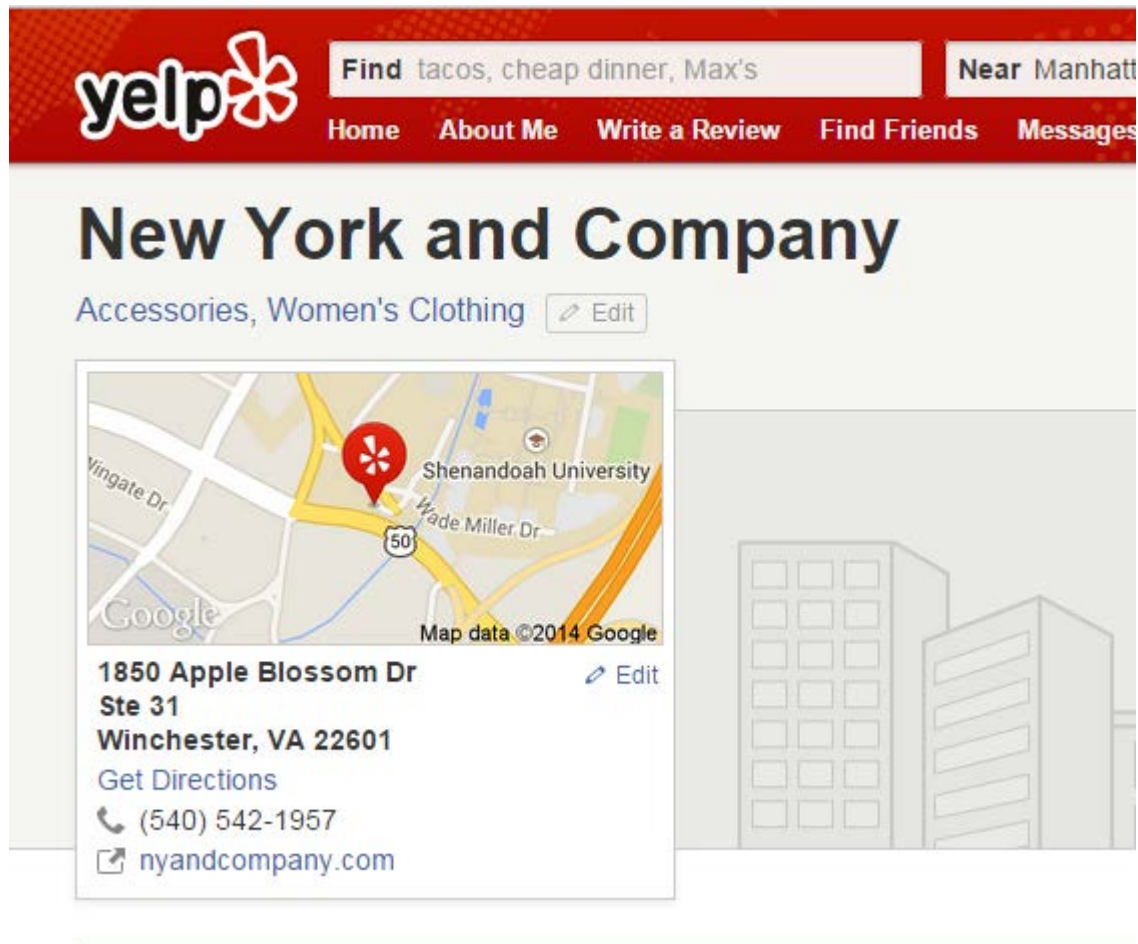 yelp
Find tacos, cheap dinner, Max's
Near Manhatt
Home About Me Write a Review Find Friends Messages
New York and Company
Accessories, Women's Clothing Edit
Wingate Dr
Shenandoah University
Wade Miller Dr
50
Google
Map data ©2014 Google
1850 Apple Blossom Dr Edit
Ste 31
Winchester, VA 22601
Get Directions
(540) 542-1957
nyandcompany.com